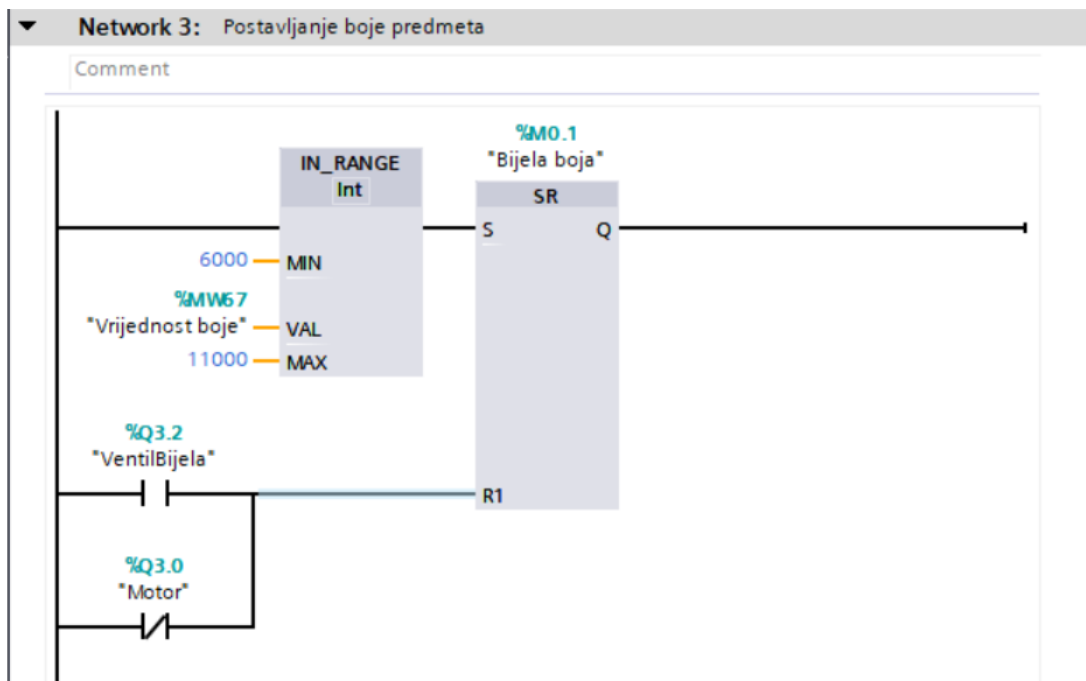 Network 3: Postavljanje boje predmeta
Comment
%M0.1
"Bijela boja"
IN_RANGE
Int
SR
S Q
6000 MIN
%MW67
"Vrijednost boje" VAL
11000 MAX
%Q3.2
"VentilBijela"
R1
%Q3.0
"Motor"